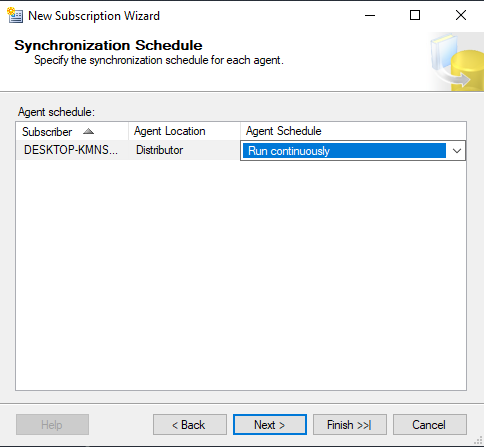 New Subscription Wizard
Synchronization Schedule
Specify the synchronization schedule for each agent.
Agent schedule:
Subscriber Agent Location Agent Schedule
DESKTOP-KMNS... Distributor Run continuously
Help < Back Next > Finish >>| Cancel